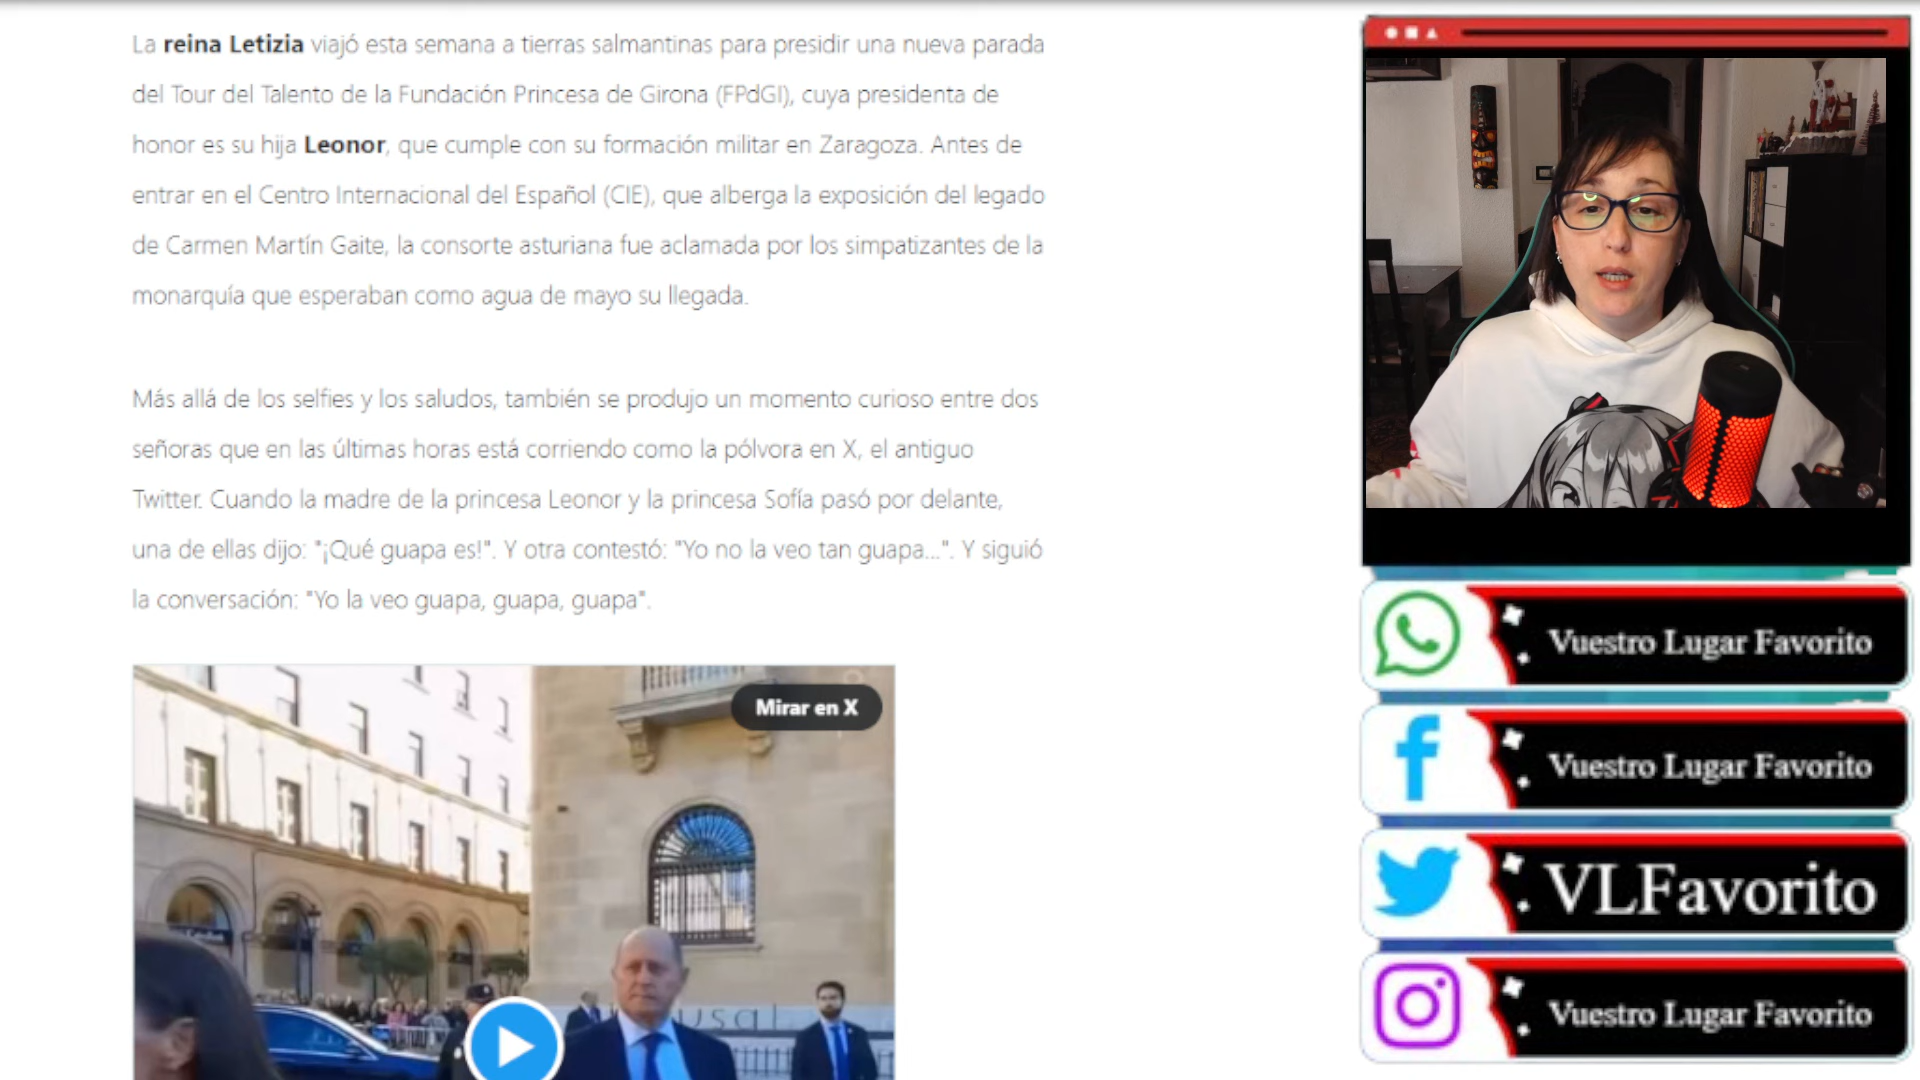 La reina Letizia viajó esta semana a tierras salmantinas para presidir una nueva parada
del Tour del Talento de la Fundación Princesa de Girona (FPdGI), cuya presidenta de
honor es su hija Leonor, que cumple con su formación militar en Zaragoza. Antes de
entrar en el Centro Internacional del Español (CIE), que alberga la exposición del legado
de Carmen Martín Gaite, la consorte asturiana fue aclamada por los simpatizantes de la
monarquía que esperaban como agua de mayo su llegada.
Más allá de los selfies y los saludos, también se produjo un momento curioso entre dos
señoras que en las últimas horas está corriendo como la pólvora en X, el antiguo
Twitter. Cuando la madre de la princesa Leonor y la princesa Sofía pasó por delante,
una de ellas dijo: "¡Qué guapa es!". Y otra contestó: "Yo no la veo tan guapa...". Y siguió
la conversación: "Yo la veo guapa, guapa, guapa".
Mirar en X
Vuestro Lugar Favorito
Vuestro Lugar Favorito
VLFavorito
Vuestro Lugar Favorito